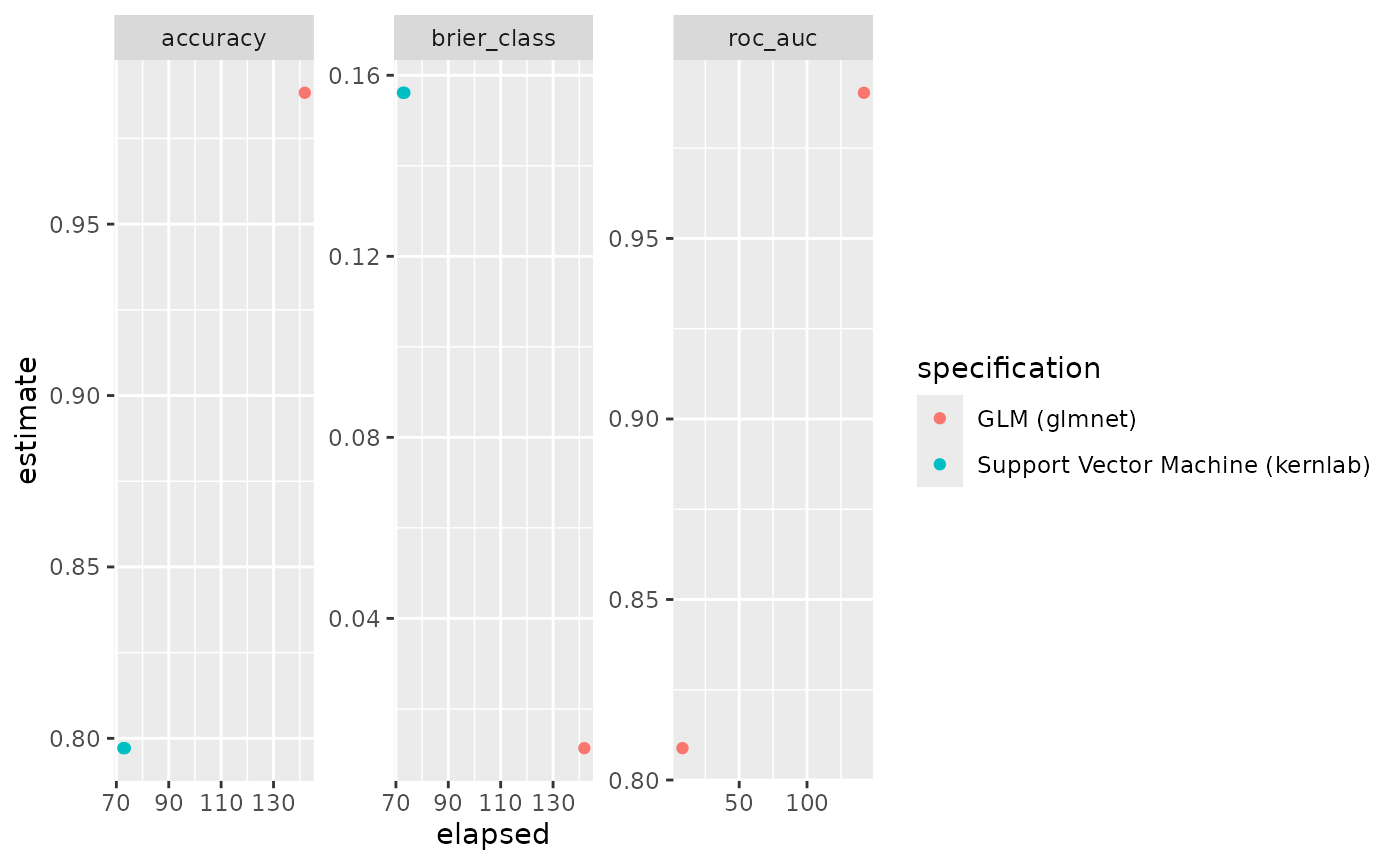 accuracy
brier_class
roc_auc
0.95
0.90
0.85
0.80
0.16
0.12
0.08
0.04
0.95
0.90
0.85
0.80
70 90 110 130
70 90 110 130
50 100
estimate
elapsed
specification
GLM (glmnet)
Support Vector Machine (kernlab)